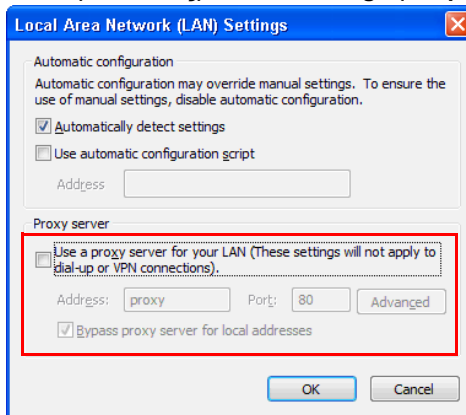 Local Area Network (LAN) Settings
Automatic configuration
Automatic configuration may override manual settings. To ensure the
use of manual settings, disable automatic configuration.
Automatically detect settings
Use automatic configuration script
Address
Proxy server
Use a proxy server for your LAN (These settings will not apply to
dial-up or VPN connections).
Address: proxy Port: 80 Advanced
Bypass proxy server for local addresses
OK Cancel